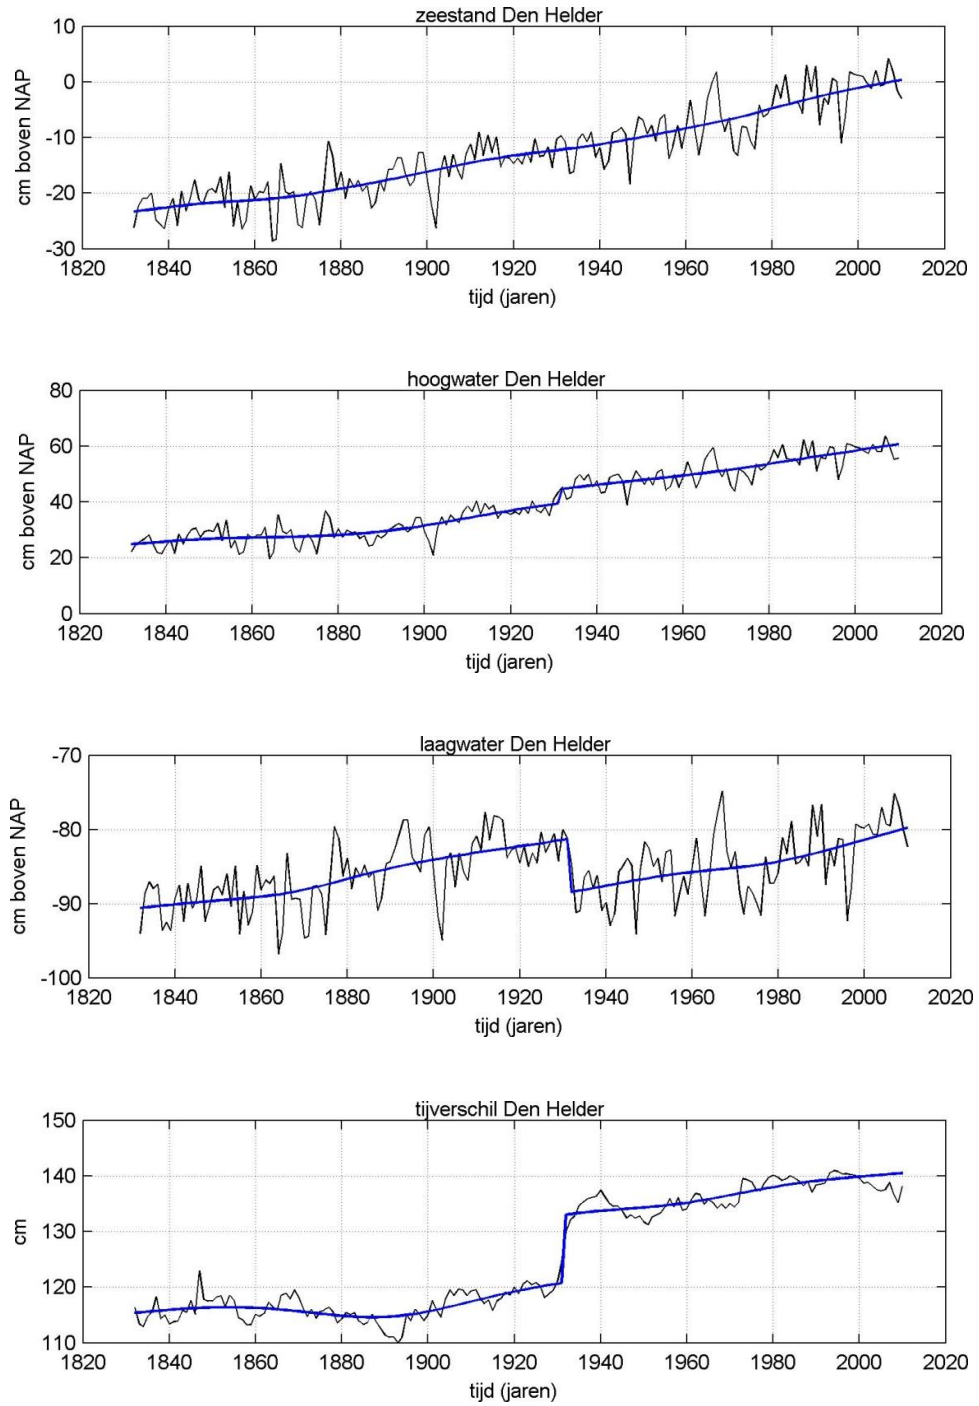 zeestand Den Helder
cm boven NAP
10
0
-10
-20
-30
1820 1840 1860 1880 1900 1920 1940 1960 1980 2000 2020
tijd (jaren)
hoogwater Den Helder
cm boven NAP
80
60
40
20
0
1820 1840 1860 1880 1900 1920 1940 1960 1980 2000 2020
tijd (jaren)
laagwater Den Helder
cm boven NAP
-70
-80
-90
-100
1820 1840 1860 1880 1900 1920 1940 1960 1980 2000 2020
tijd (jaren)
tijverschil Den Helder
cm
150
140
130
120
110
1820 1840 1860 1880 1900 1920 1940 1960 1980 2000 2020
tijd (jaren)